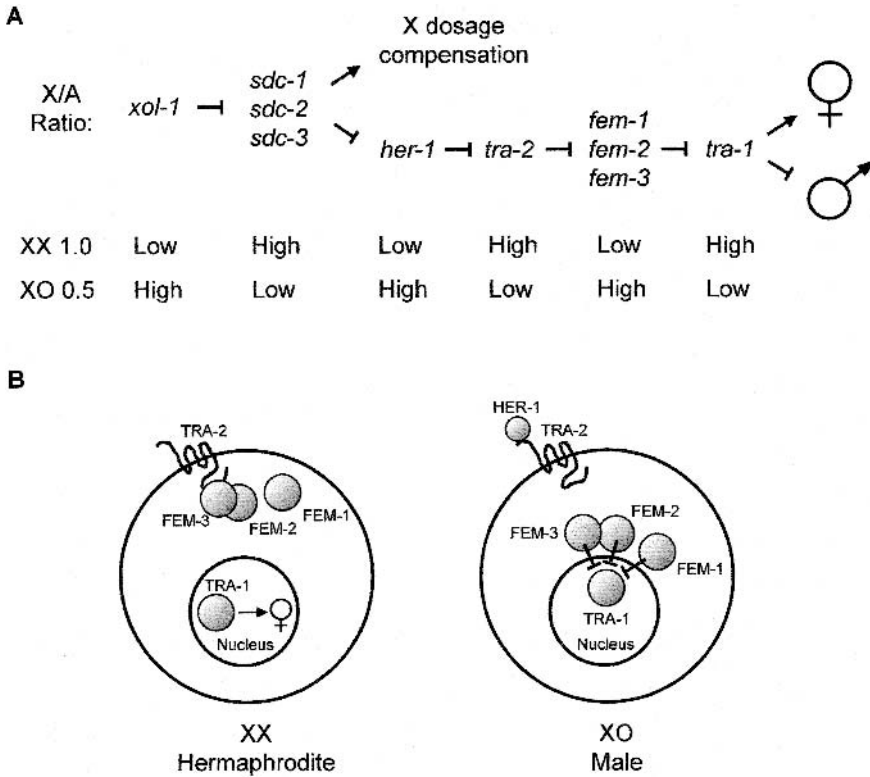 A
X dosage
compensation
X/A
Ratio:
xol-1
sdc-1
sdc-2
sdc-3
her-1
tra-2
fem-1
fem-2
fem-3
tra-1
XX 1.0 Low High Low High Low High
XO 0.5 High Low High Low High Low
B
TRA-2
FEM-3
FEM-2
FEM-1
TRA-1
Nucleus
XX
Hermaphrodite
HER-1
TRA-2
FEM-3
FEM-2
FEM-1
TRA-1
Nucleus
XO
Male